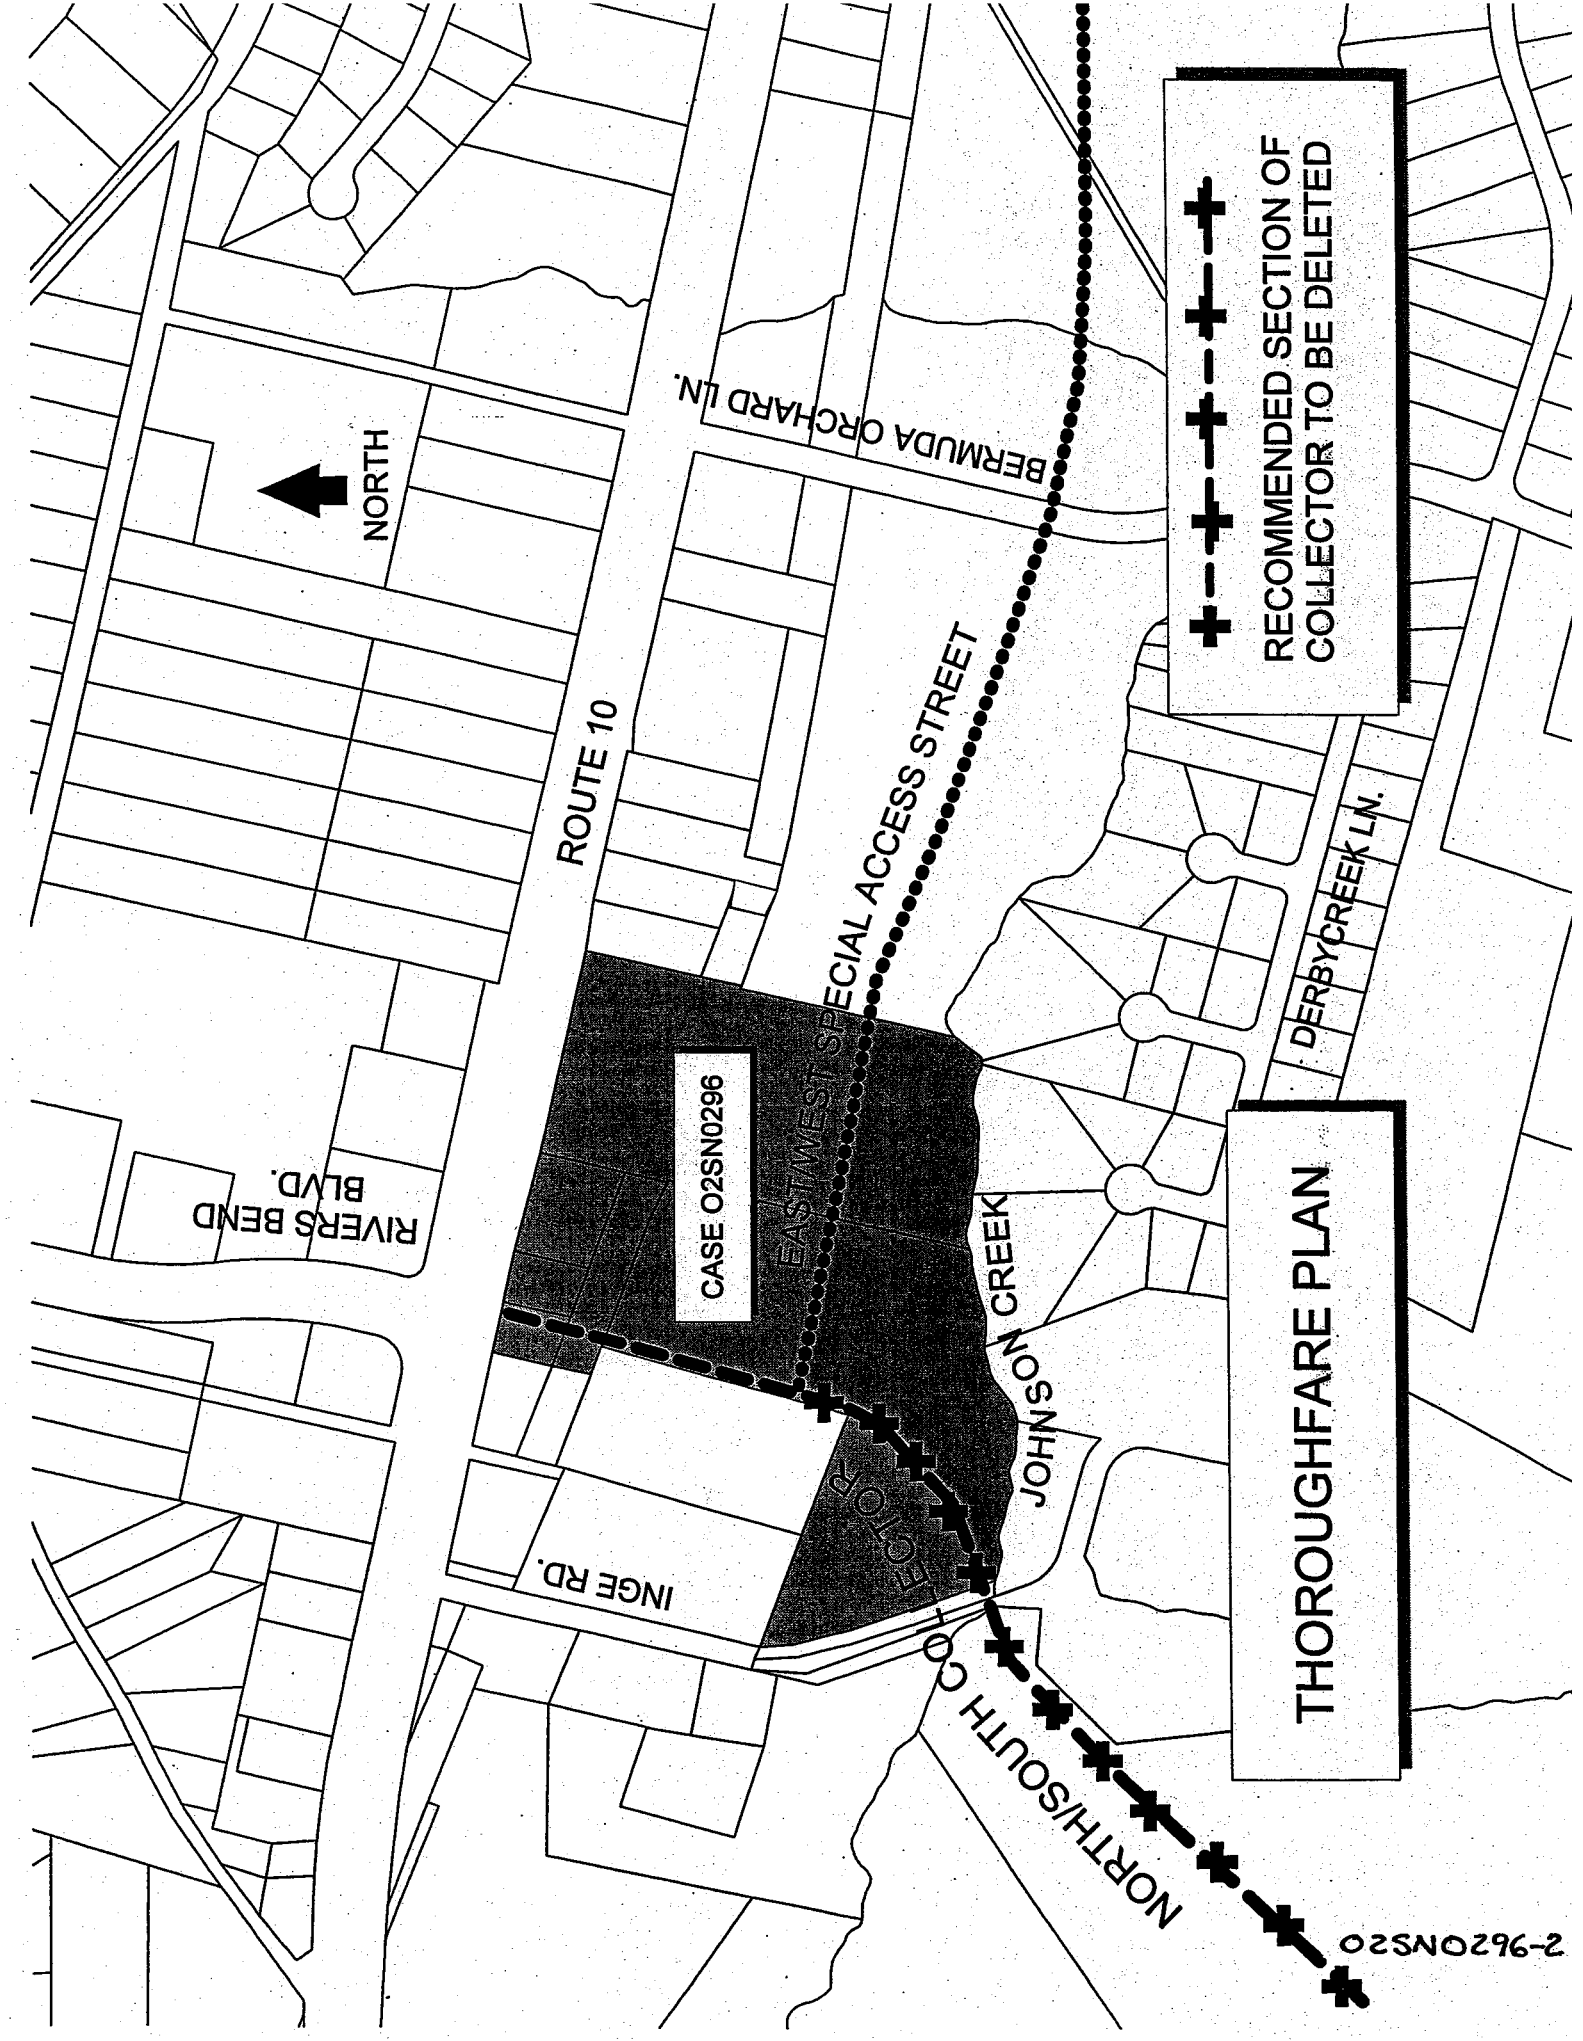 NORTH
RIVERS BEND
BLVD.
ROUTE 10
BERMUDA ORCHARD LN.
INGE RD.
CASE 02SN0296
EAST/WEST SPECIAL ACCESS STREET
NORTH/SOUTH COLLECTOR
JOHNSON CREEK
DERBYCREEK LN.
THOROUGHFARE PLAN
RECOMMENDED SECTION OF
COLLECTOR TO BE DELETED
02SN0296-2